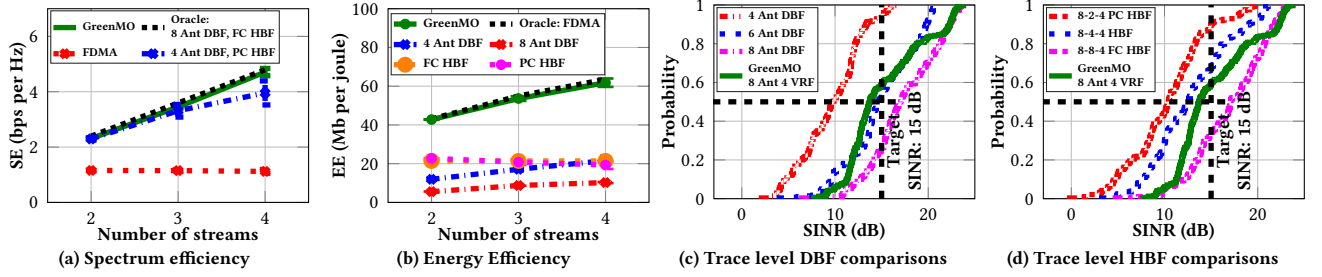 SE (bps per Hz)
6
4
2
0
GreenMO
FDMA
Oracle:
8 Ant DBF, FC HBF
4 Ant DBF, PC HBF
2
3
4
Number of streams
(a) Spectrum efficiency
EE (Mb per joule)
100
80
60
40
20
0
GreenMO
Oracle: FDMA
4 Ant DBF
8 Ant DBF
FC HBF
PC HBF
2
3
4
Number of streams
(b) Energy Efficiency
Probability
1
0.8
0.6
0.4
0.2
0
4 Ant DBF
6 Ant DBF
8 Ant DBF
GreenMO
8 Ant 4 VRF
Target
SINR: 15 dB
0
10
20
SINR (dB)
(c) Trace level DBF comparisons
Probability
1
0.8
0.6
0.4
0.2
0
8-2-4 PC HBF
8-4-4 HBF
8-8-4 FC HBF
GreenMO
8 Ant 4 VRF
Target
SINR: 15 dB
0
10
20
SINR (dB)
(d) Trace level HBF comparisons